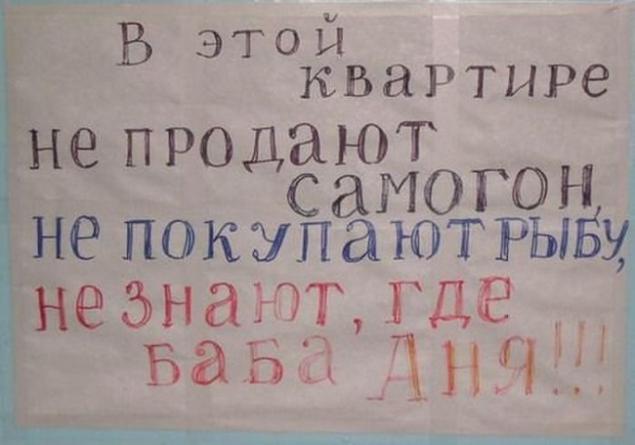 В этой
квартире
не продают
самогон,
не покупают рыбу,
не знают, где
баба Аня!!!